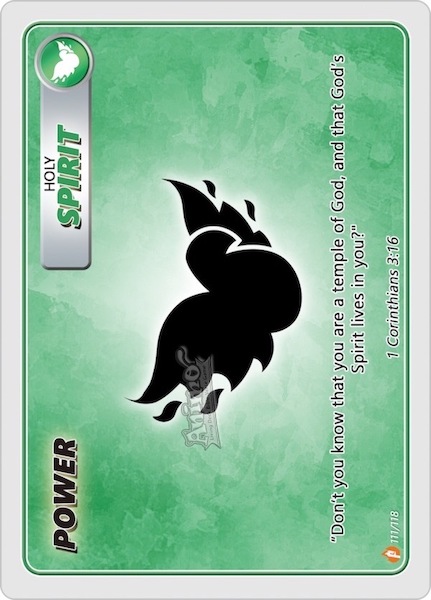 POWER
HOLY
SPIRIT
"Don't you know that you are a temple of God, and that God's
Spirit lives in you?"
1 Corinthians 3:16
111/118